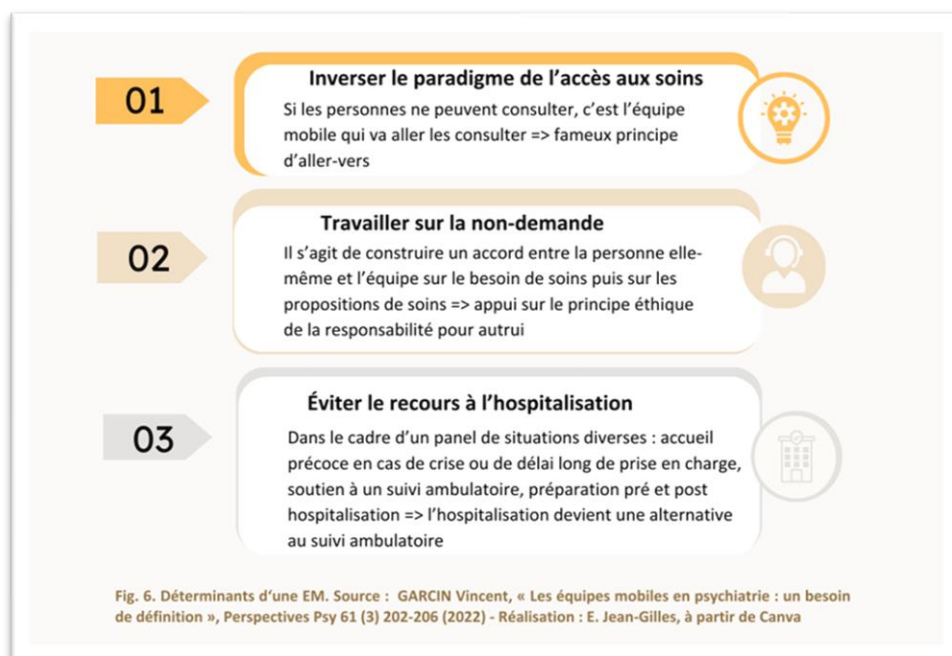 01
Inverser le paradigme de l’accès aux soins
Si les personnes ne peuvent consulter, c’est l’équipe
mobile qui va aller les consulter => fameux principe
d’aller-vers
02
Travailler sur la non-demande
Il s’agit de construire un accord entre la personne elle-
même et l’équipe sur le besoin de soins puis sur les
propositions de soins => appui sur le principe éthique
de la responsabilité pour autrui
03
Éviter le recours à l’hospitalisation
Dans le cadre d’un panel de situations diverses : accueil
précoce en cas de crise ou de délai long de prise en charge,
soutien à un suivi ambulatoire, préparation pré et post
hospitalisation => l’hospitalisation devient une alternative
au suivi ambulatoire
Fig. 6. Déterminants d‘une EM. Source : GARCIN Vincent, « Les équipes mobiles en psychiatrie : un besoin
de définition », Perspectives Psy 61 (3) 202-206 (2022) - Réalisation : E. Jean-Gilles, à partir de Canva